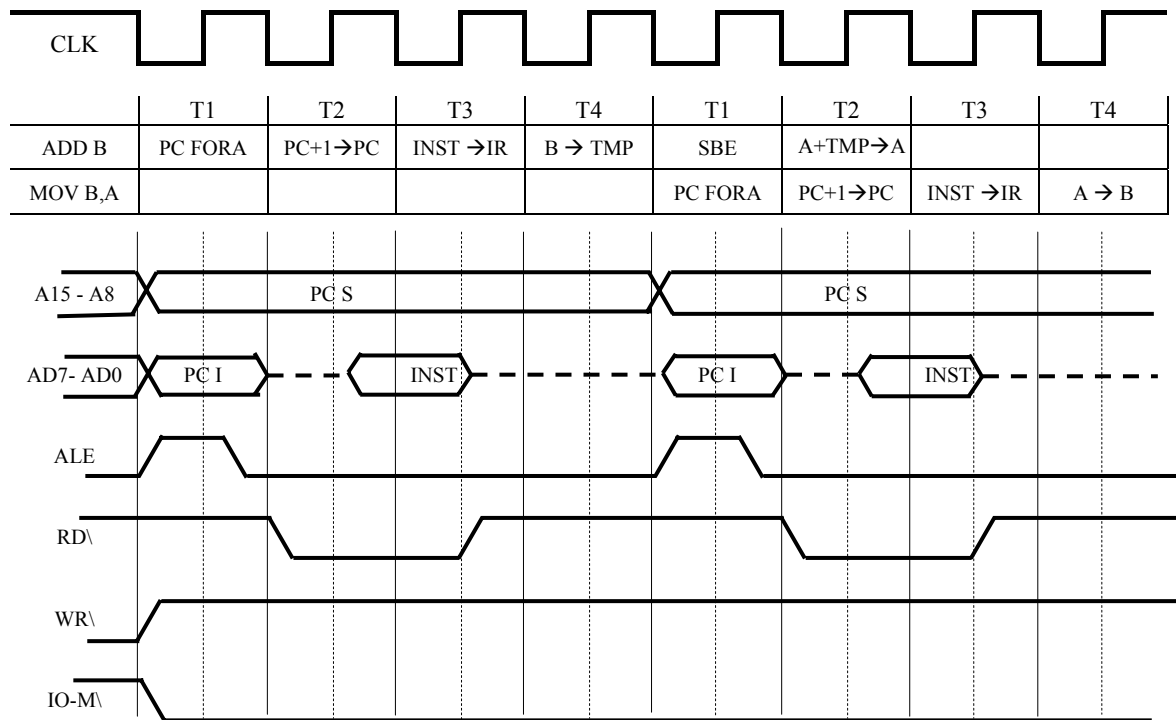 CLK
T1 T2 T3 T4 T1 T2 T3 T4
ADD B PC FORA PC+1→PC INST →IR B → TMP SBE A+TMP→A
MOV B,A PC FORA PC+1→PC INST →IR A → B
A15 - A8 PC S PC S
AD7- AD0 PC I INST PC I INST
ALE
RD\
WR\
IO-M\